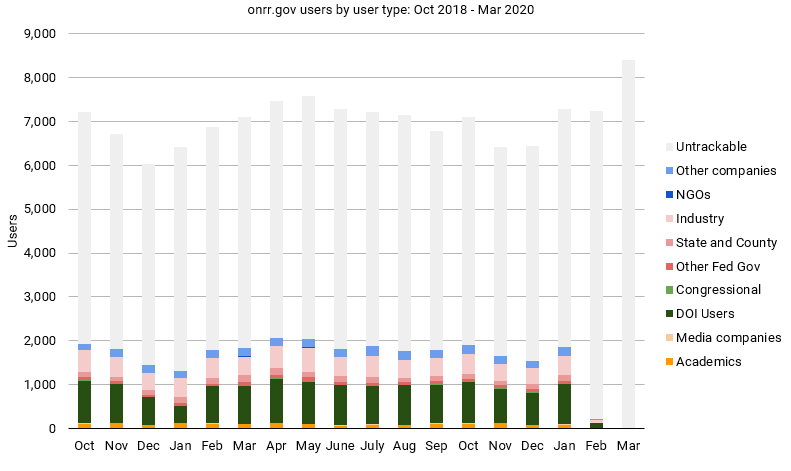 onrr.gov users by user type: Oct 2018 - Mar 2020
9,000
8,000
7,000
6,000
5,000
4,000
3,000
2,000
1,000
0
Users
Oct Nov Dec Jan Feb Mar Apr May June July Aug Sep Oct Nov Dec Jan Feb Mar
Untrackable
Other companies
NGOs
Industry
State and County
Other Fed Gov
Congressional
DOI Users
Media companies
Academics